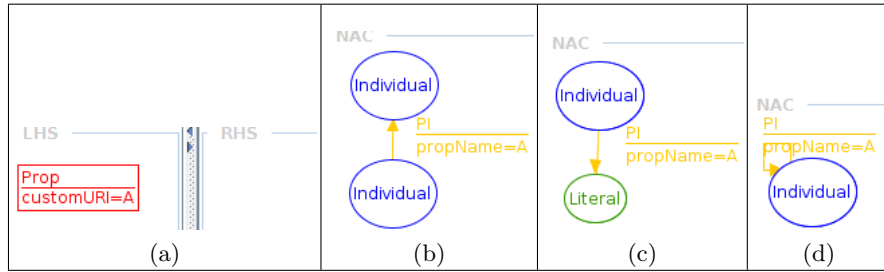 LHS
RHS
Prop
customURI=A
(a)
NAC
Individual
PI
propName=A
Individual
(b)
NAC
Individual
PI
propName=A
Literal
(c)
NAC
PI
propName=A
Individual
(d)